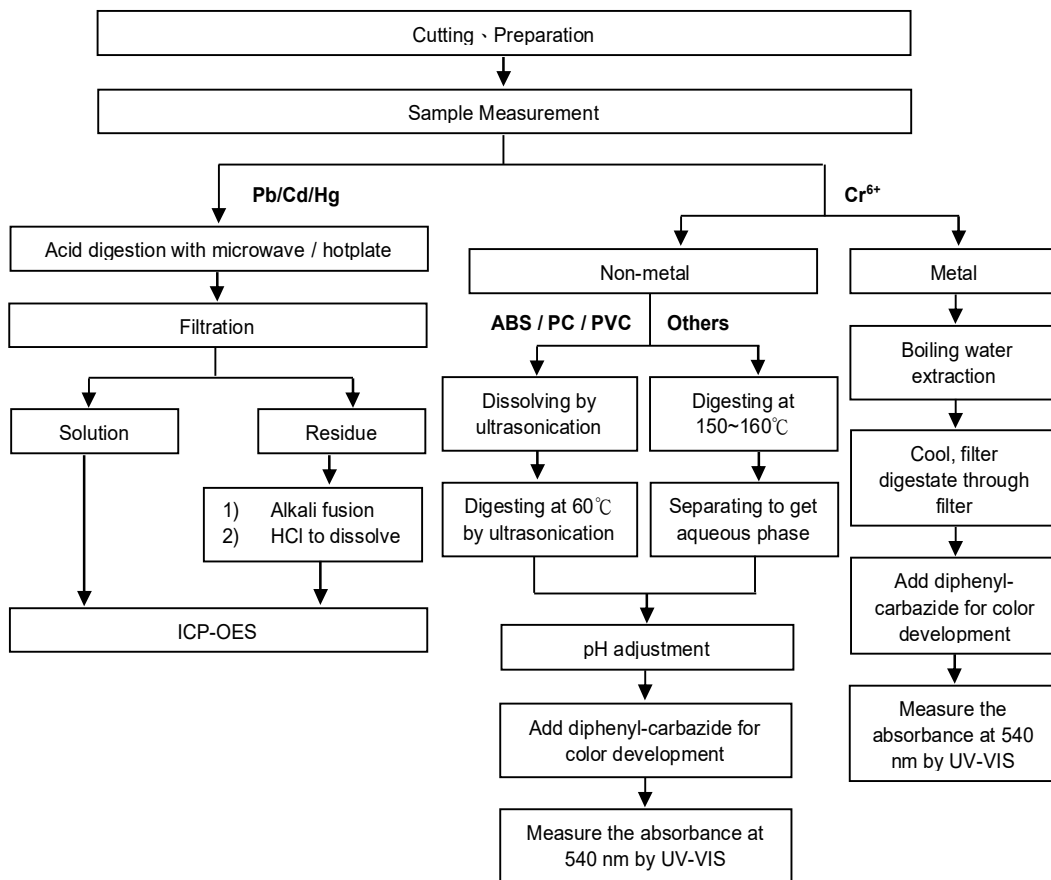 Cutting、Preparation
Sample Measurement
Pb/Cd/Hg
Cr⁶⁺
Acid digestion with microwave / hotplate
Filtration
Solution
Residue
1) Alkali fusion
2) HCl to dissolve
ICP-OES
Non-metal
ABS / PC / PVC
Others
Dissolving by
ultrasonication
Digesting at 60℃
by ultrasonication
Digesting at
150~160℃
Separating to get
aqueous phase
pH adjustment
Add diphenyl-carbazide for
color development
Measure the absorbance at
540 nm by UV-VIS
Metal
Boiling water
extraction
Cool, filter
digestate through
filter
Add diphenyl-
carbazide for color
development
Measure the
absorbance at 540
nm by UV-VIS